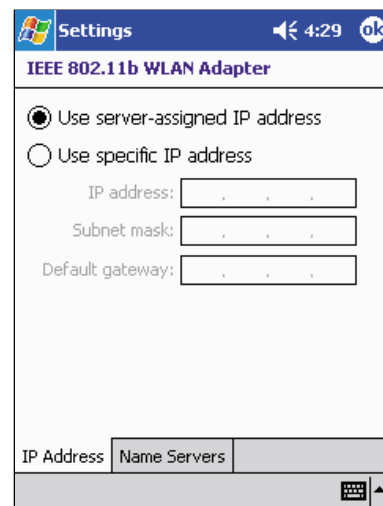 Settings 4:29 ok
IEEE 802.11b WLAN Adapter
Use server-assigned IP address
Use specific IP address
IP address: . . .
Subnet mask: . . .
Default gateway: . . .
IP Address Name Servers